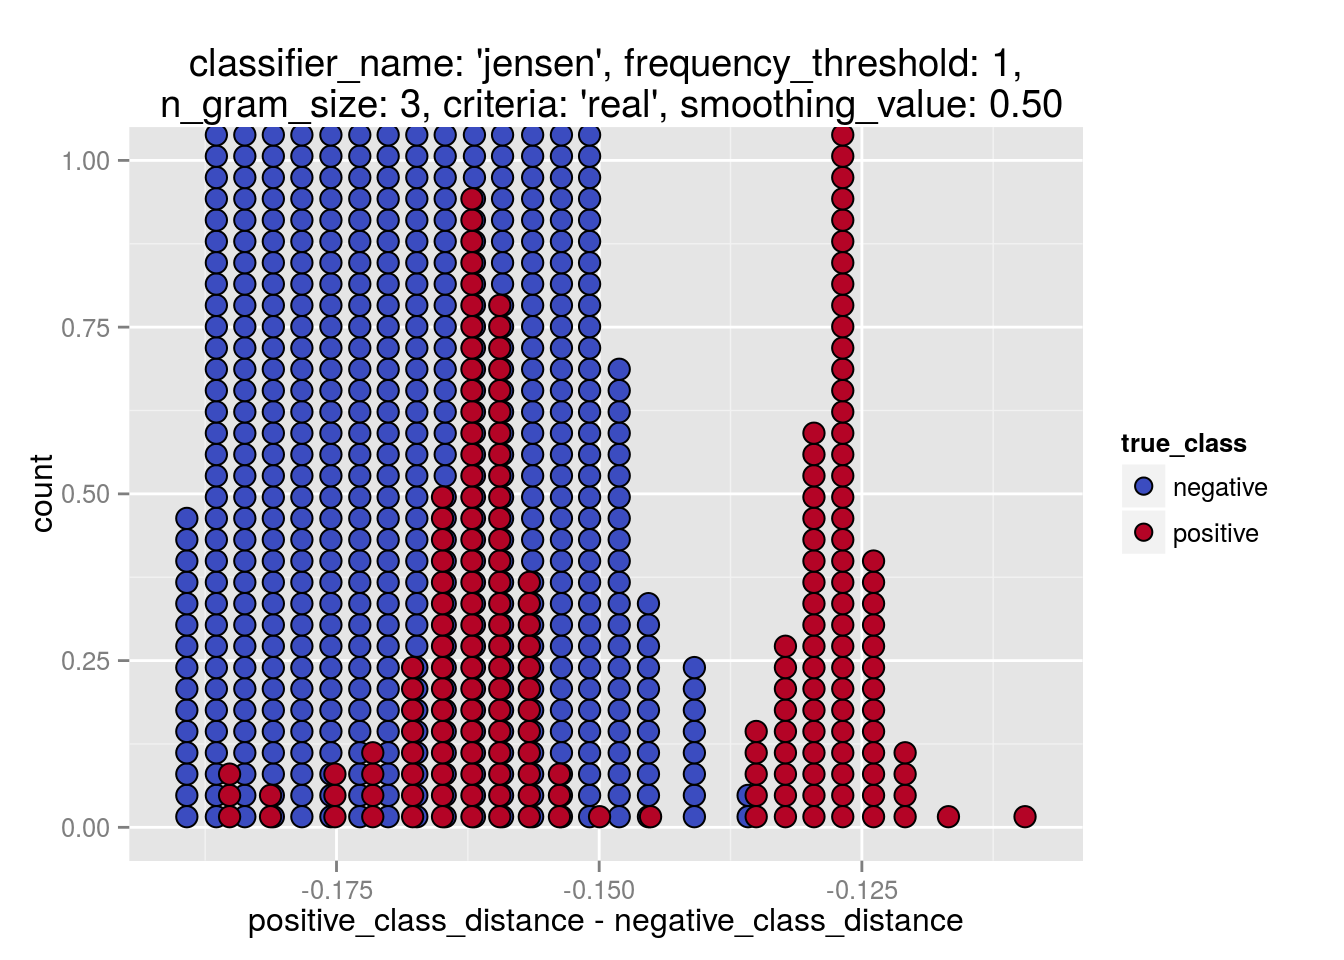 classifier_name: 'jensen', frequency_threshold: 1,
n_gram_size: 3, criteria: 'real', smoothing_value: 0.50
1.00
0.75
0.50
0.25
0.00
count
-0.175
-0.150
-0.125
positive_class_distance - negative_class_distance
true_class
negative
positive